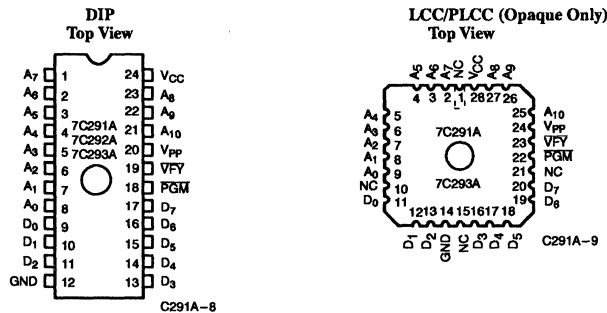 DIP
Top View
A7 1 24 VCC
A6 2 23 A8
A5 3 22 A9
A4 4 7C291A 21 A10
7C292A
A3 5 7C293A 20 VPP
A2 6 19 VFY
A1 7 18 PGM
A0 8 17 D7
D0 9 16 D6
D1 10 15 D5
D2 11 14 D4
GND 12 13 D3
C291A-8
LCC/PLCC (Opaque Only)
Top View
A5 A6 A7 NC VCC A8 A9
4 3 2 1 28 27 26
A4 5 25 A10
A3 6 7C291A 24 VPP
A2 7 23 VFY
A1 8 22 PGM
A0 9 7C293A 21 NC
NC 10 20 D7
D0 11 19 D6
12 13 14 15 16 17 18
D1 D2 GND NC D3 D4 D5
C291A-9